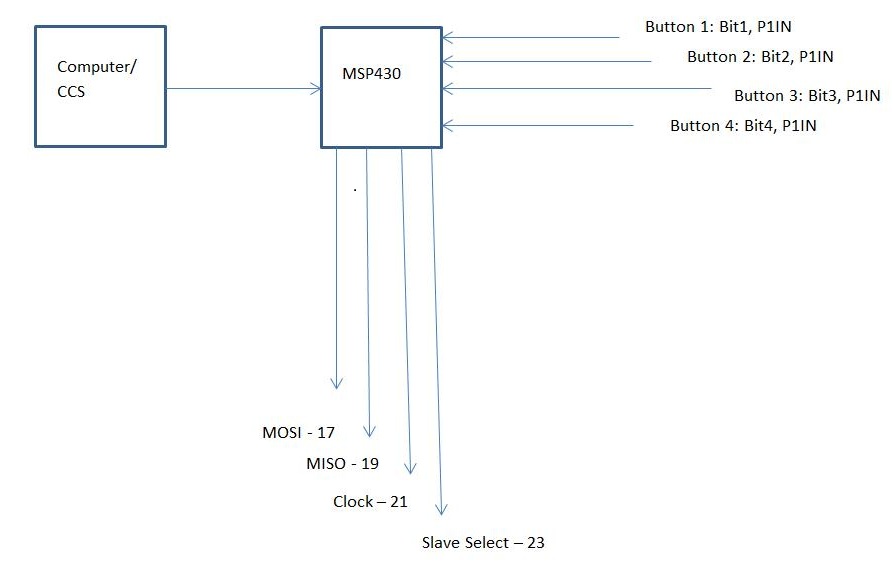 Computer/
CCS
MSP430
Button 1: Bit1, P1IN
Button 2: Bit2, P1IN
Button 3: Bit3, P1IN
Button 4: Bit4, P1IN
MOSI - 17
MISO - 19
Clock – 21
Slave Select – 23